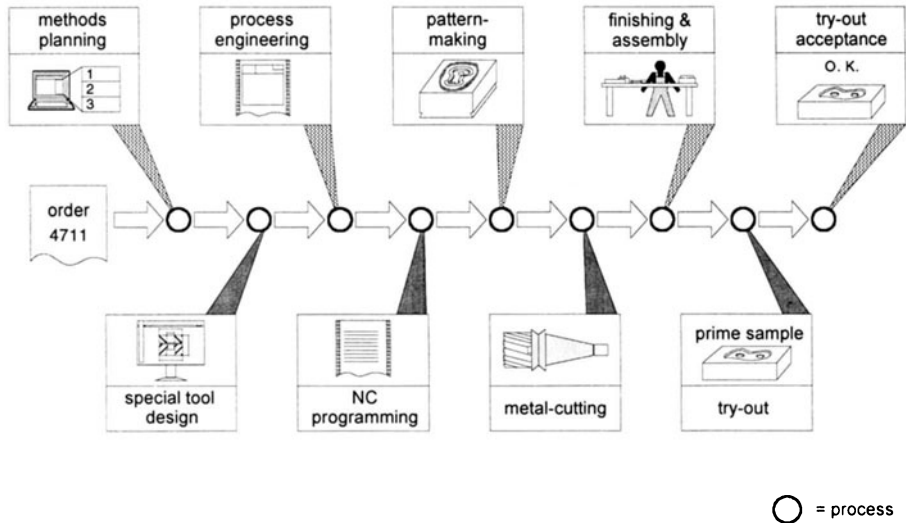 methods
planning
1
2
3
process
engineering
pattern-
making
finishing &
assembly
try-out
acceptance
O. K.
order
4711
special tool
design
NC
programming
metal-cutting
prime sample
try-out
= process